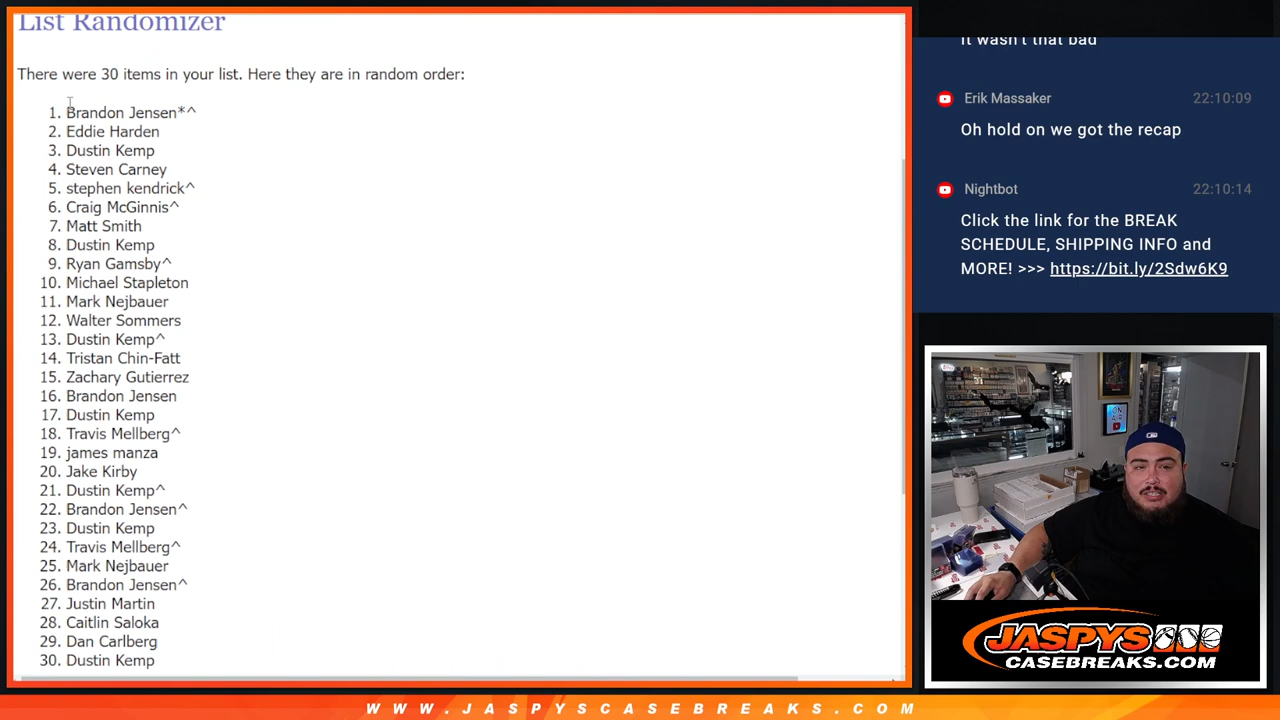 List Randomizer
There were 30 items in your list. Here they are in random order:
1. Brandon Jensen*^
2. Eddie Harden
3. Dustin Kemp
4. Steven Carney
5. stephen kendrick^
6. Craig McGinnis^
7. Matt Smith
8. Dustin Kemp
9. Ryan Gamsby^
10. Michael Stapleton
11. Mark Nejbauer
12. Walter Sommers
13. Dustin Kemp^
14. Tristan Chin-Fatt
15. Zachary Gutierrez
16. Brandon Jensen
17. Dustin Kemp
18. Travis Mellberg^
19. james manza
20. Jake Kirby
21. Dustin Kemp^
22. Brandon Jensen^
23. Dustin Kemp
24. Travis Mellberg^
25. Mark Nejbauer
26. Brandon Jensen^
27. Justin Martin
28. Caitlin Saloka
29. Dan Carlberg
30. Dustin Kemp
it wasn't that bad
Erik Massaker 22:10:09
Oh hold on we got the recap
Nightbot 22:10:14
Click the link for the BREAK
SCHEDULE, SHIPPING INFO and
MORE! >>> https://bit.ly/2Sdw6K9
JASPYS
CASEBREAKS.COM
WWW.JASPYSCASEBREAKS.COM